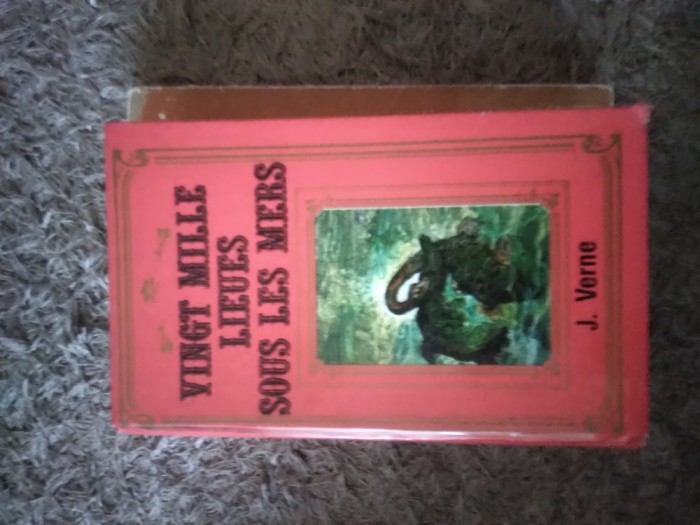 VINGT MILLE
LIEUES
SOUS LES MERS
J. Verne